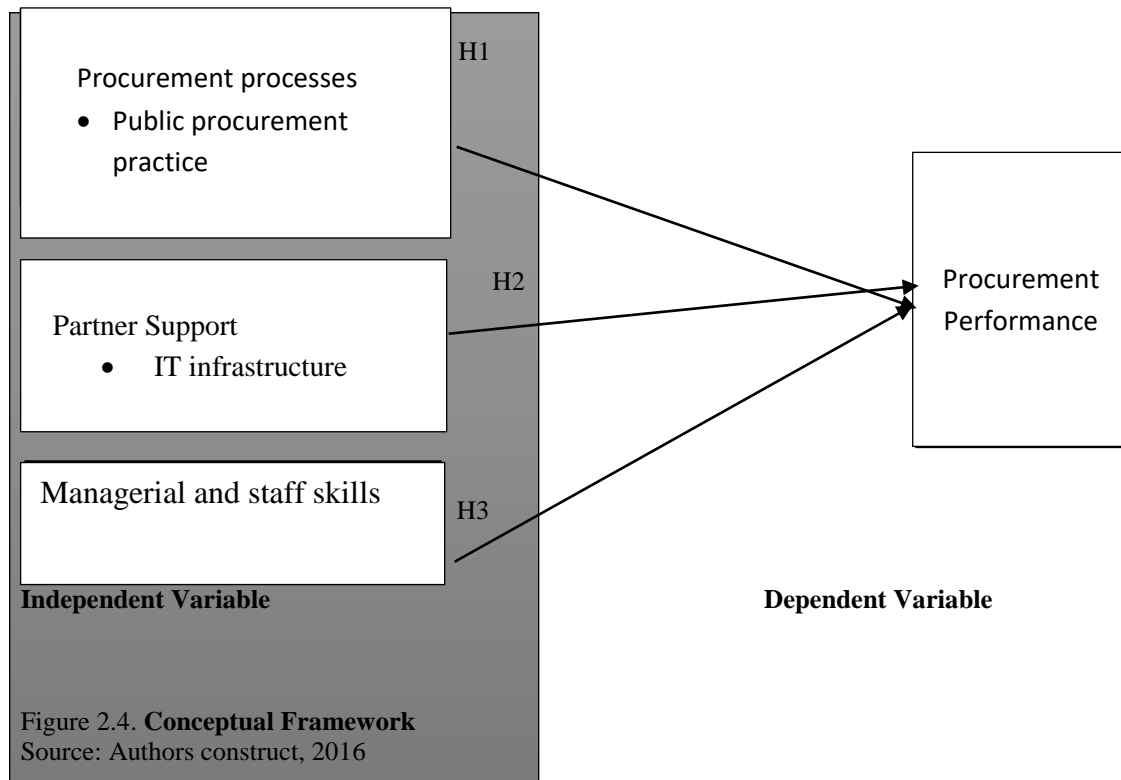 H1
Procurement processes
• Public procurement
practice
H2
Partner Support
• IT infrastructure
Procurement
Performance
Managerial and staff skills
H3
Independent Variable
Dependent Variable
Figure 2.4. Conceptual Framework
Source: Authors construct, 2016